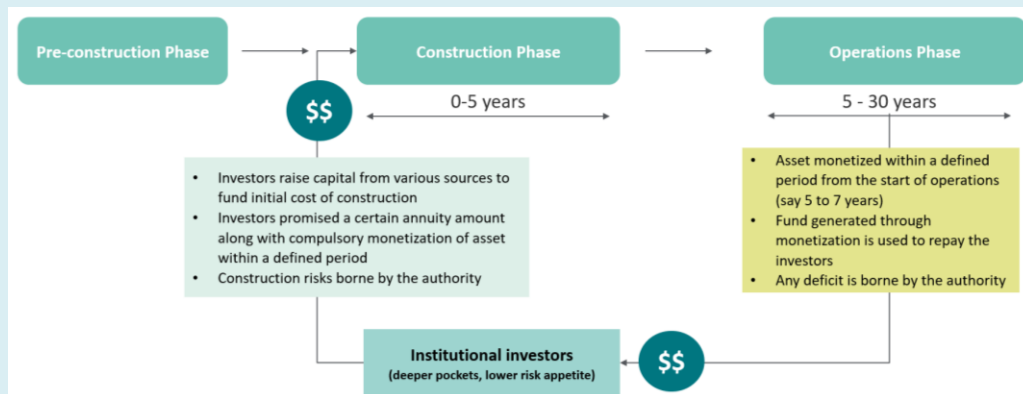 Pre-construction Phase
Construction Phase
Operations Phase
$$
0-5 years
5 - 30 years
• Investors raise capital from various sources to
fund initial cost of construction
• Investors promised a certain annuity amount
along with compulsory monetization of asset
within a defined period
• Construction risks borne by the authority
• Asset monetized within a defined
period from the start of operations
(say 5 to 7 years)
• Fund generated through
monetization is used to repay the
investors
• Any deficit is borne by the authority
Institutional investors
(deeper pockets, lower risk appetite)
$$